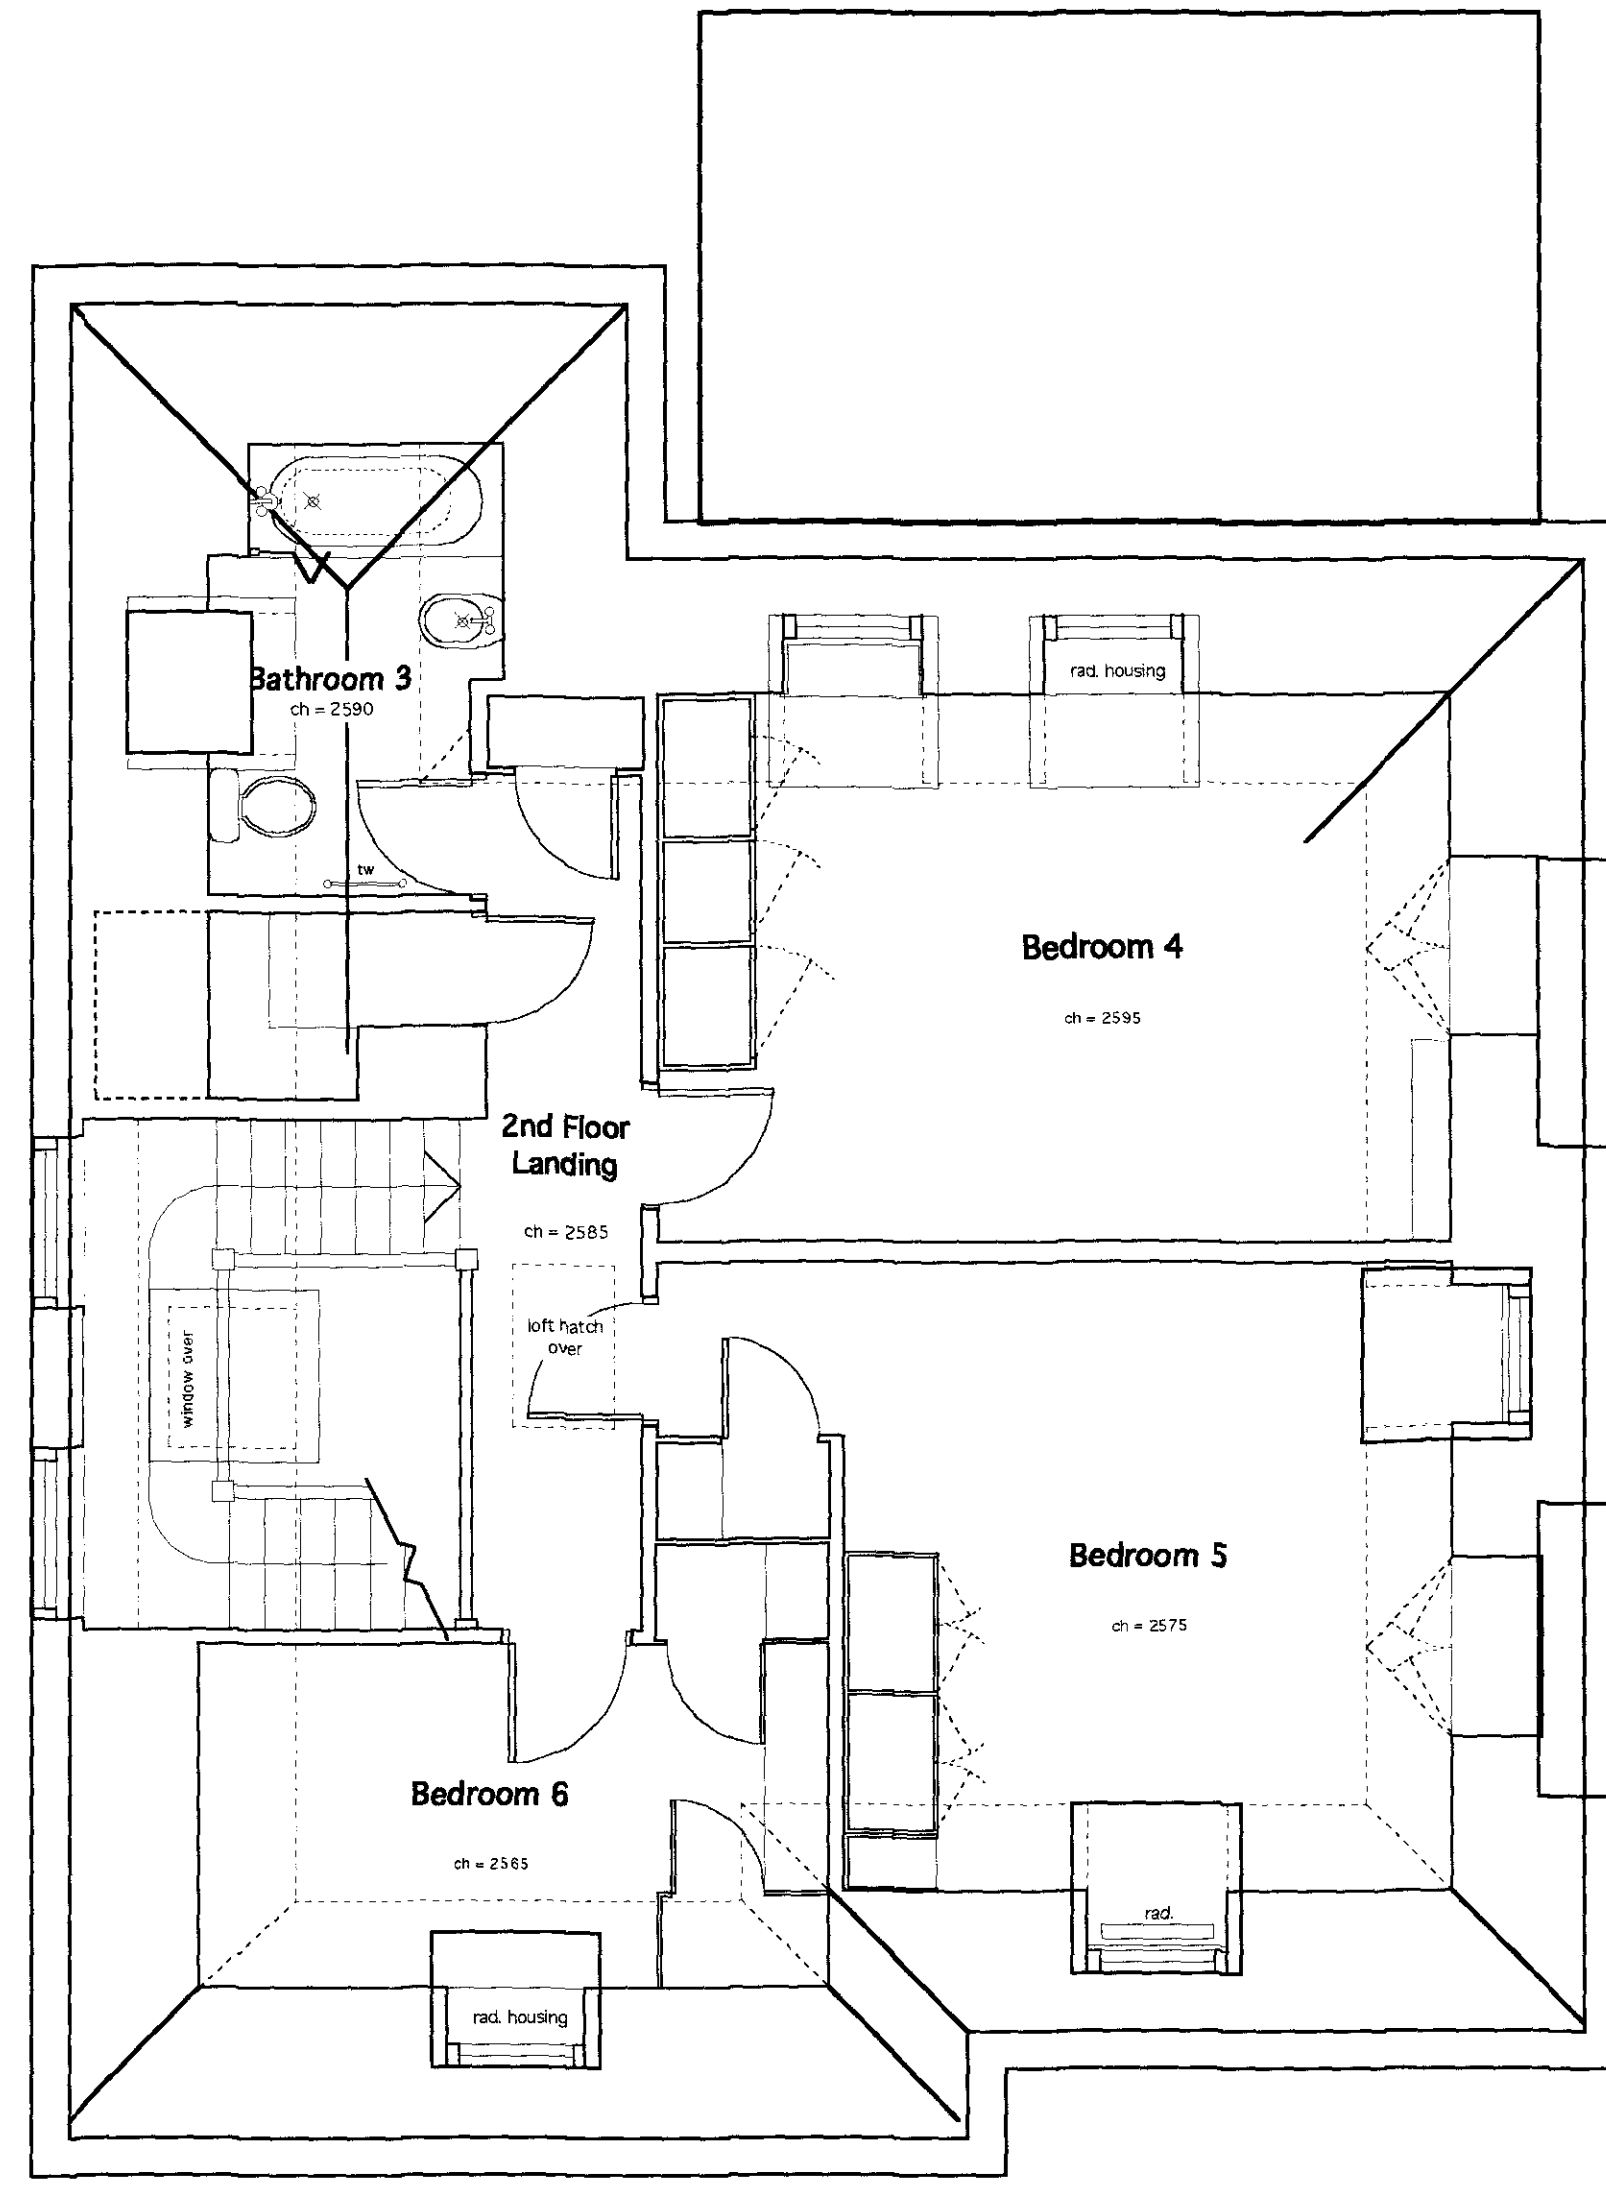 rad. housing
Bathroom 3
ch = 2590
tw
Bedroom 4
ch = 2595
2nd Floor
Landing
ch = 2585
loft hatch
over
window over
Bedroom 5
ch = 2575
Bedroom 6
ch = 2565
rad.
rad. housing